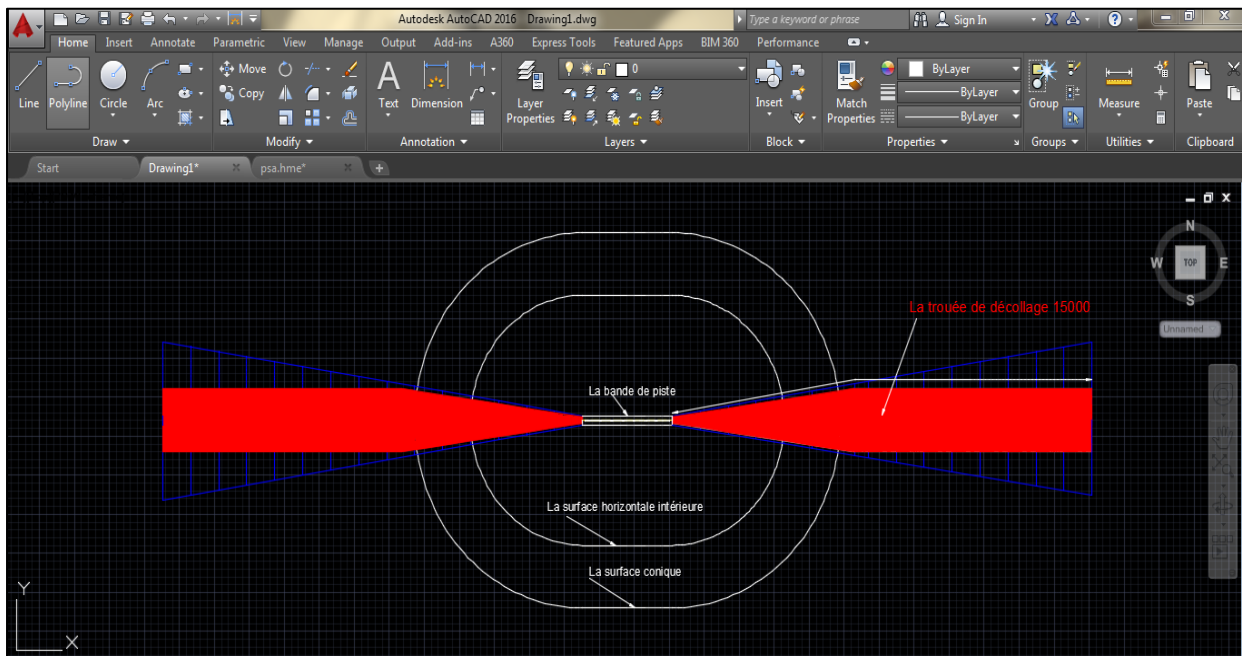 Autodesk AutoCAD 2016 Drawing1.dwg
Type a keyword or phrase
Sign In
Home Insert Annotate Parametric View Manage Output Add-ins A360 Express Tools Featured Apps BIM 360 Performance
Line Polyline Circle Arc
Move
Copy
Text Dimension
Layer Properties
0
Insert
Match Properties
ByLayer
ByLayer
ByLayer
Group
Measure
Paste
Draw Modify Annotation Layers Block Properties Groups Utilities Clipboard
Start Drawing1* psa.hme*
N
W TOP E
S
Unnamed
La trouée de décollage 15000
La bande de piste
La surface horizontale intérieure
La surface conique
Y
X